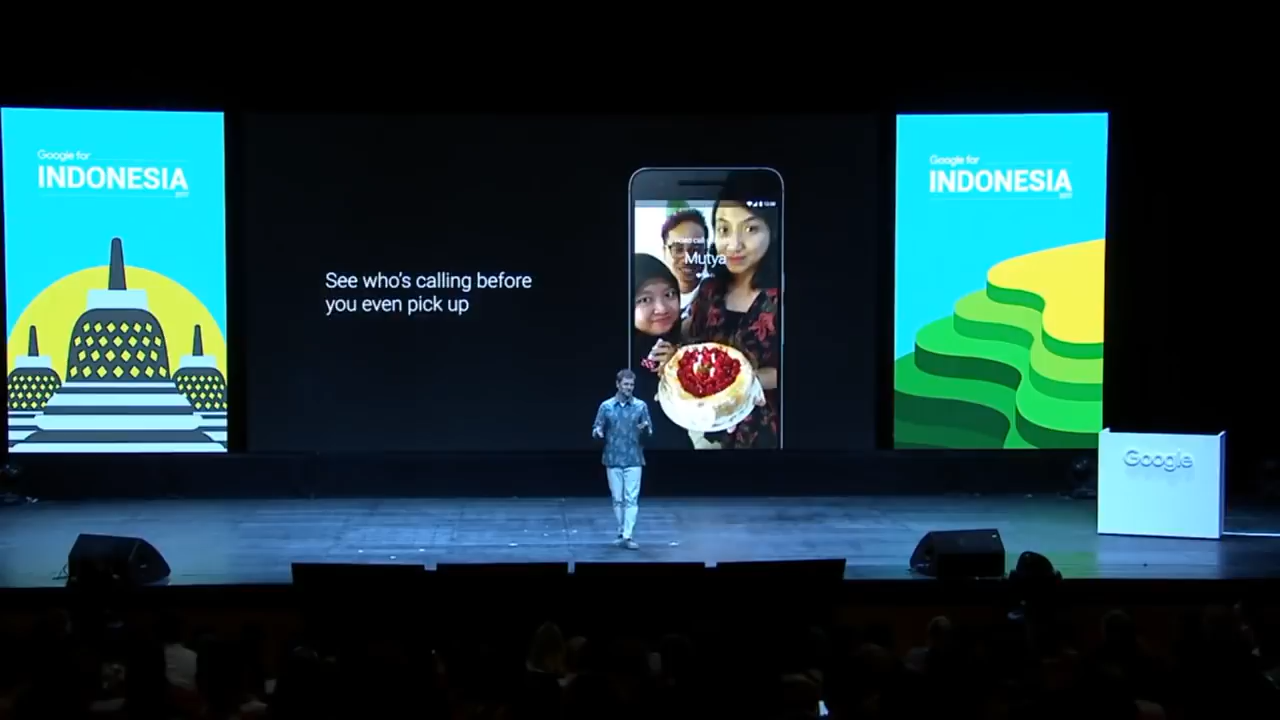 Google for
INDONESIA
See who's calling before
you even pick up
Mutya
Google for
INDONESIA
Google